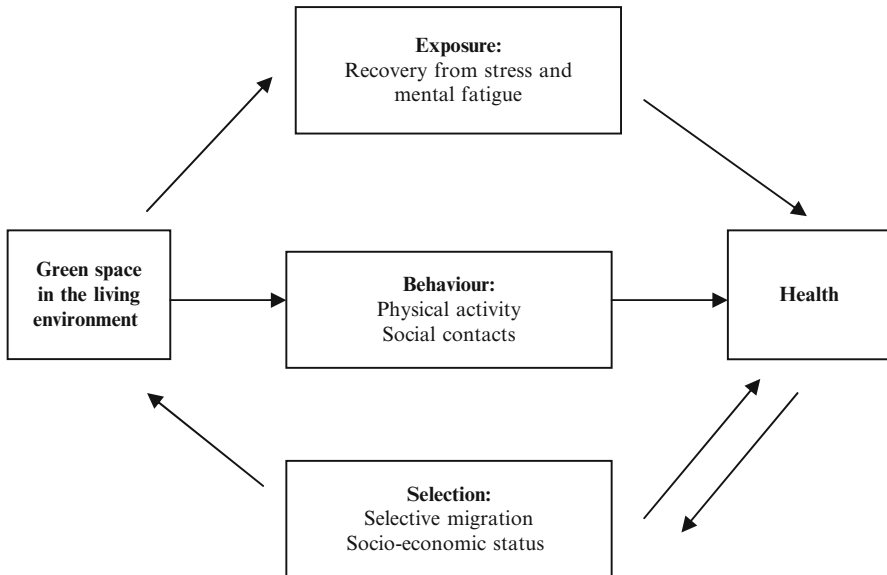 Exposure:
Recovery from stress and
mental fatigue
Green space
in the living
environment
Behaviour:
Physical activity
Social contacts
Health
Selection:
Selective migration
Socio-economic status